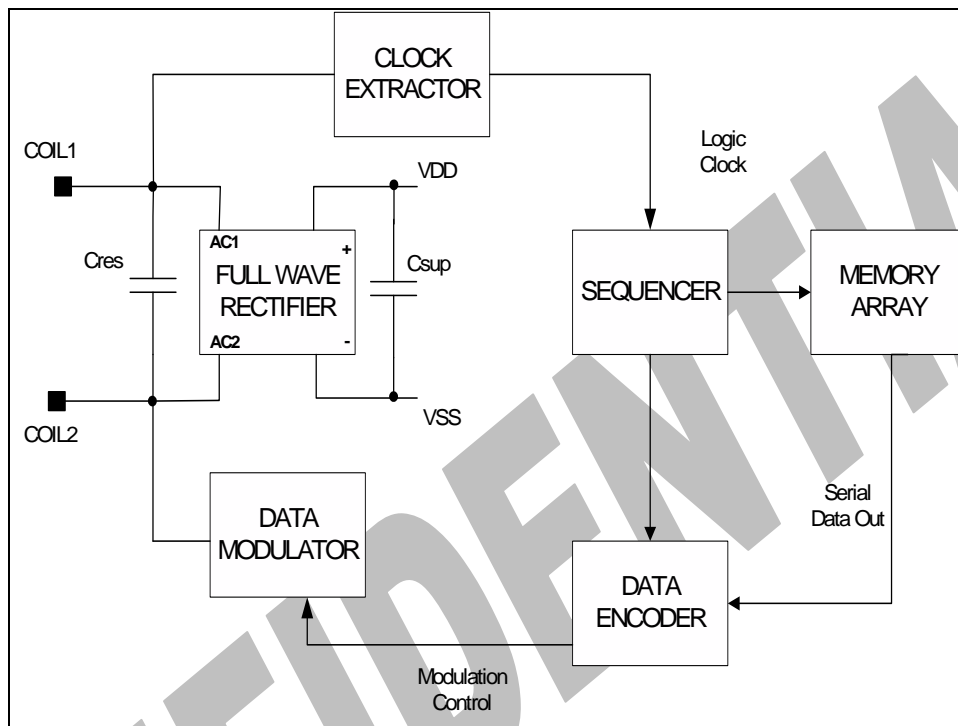 CLOCK
EXTRACTOR
Logic
Clock
COIL1
VDD
AC1
+
Cres
FULL WAVE
RECTIFIER
Csup
SEQUENCER
MEMORY
ARRAY
AC2
-
COIL2
VSS
DATA
MODULATOR
Serial
Data Out
DATA
ENCODER
Modulation
Control